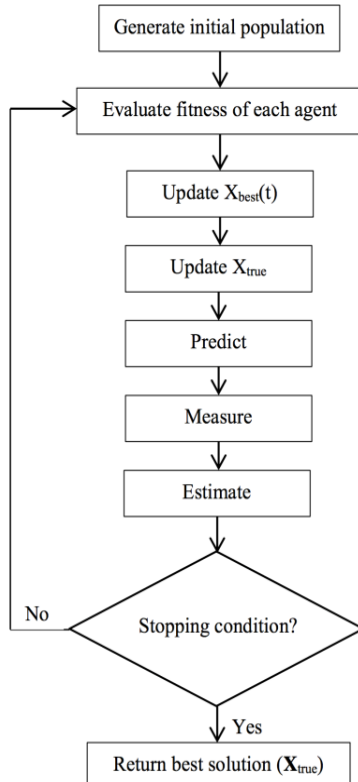 Generate initial population
Evaluate fitness of each agent
Update X_best(t)
Update X_true
Predict
Measure
Estimate
Stopping condition?
No
Yes
Return best solution (X_true)